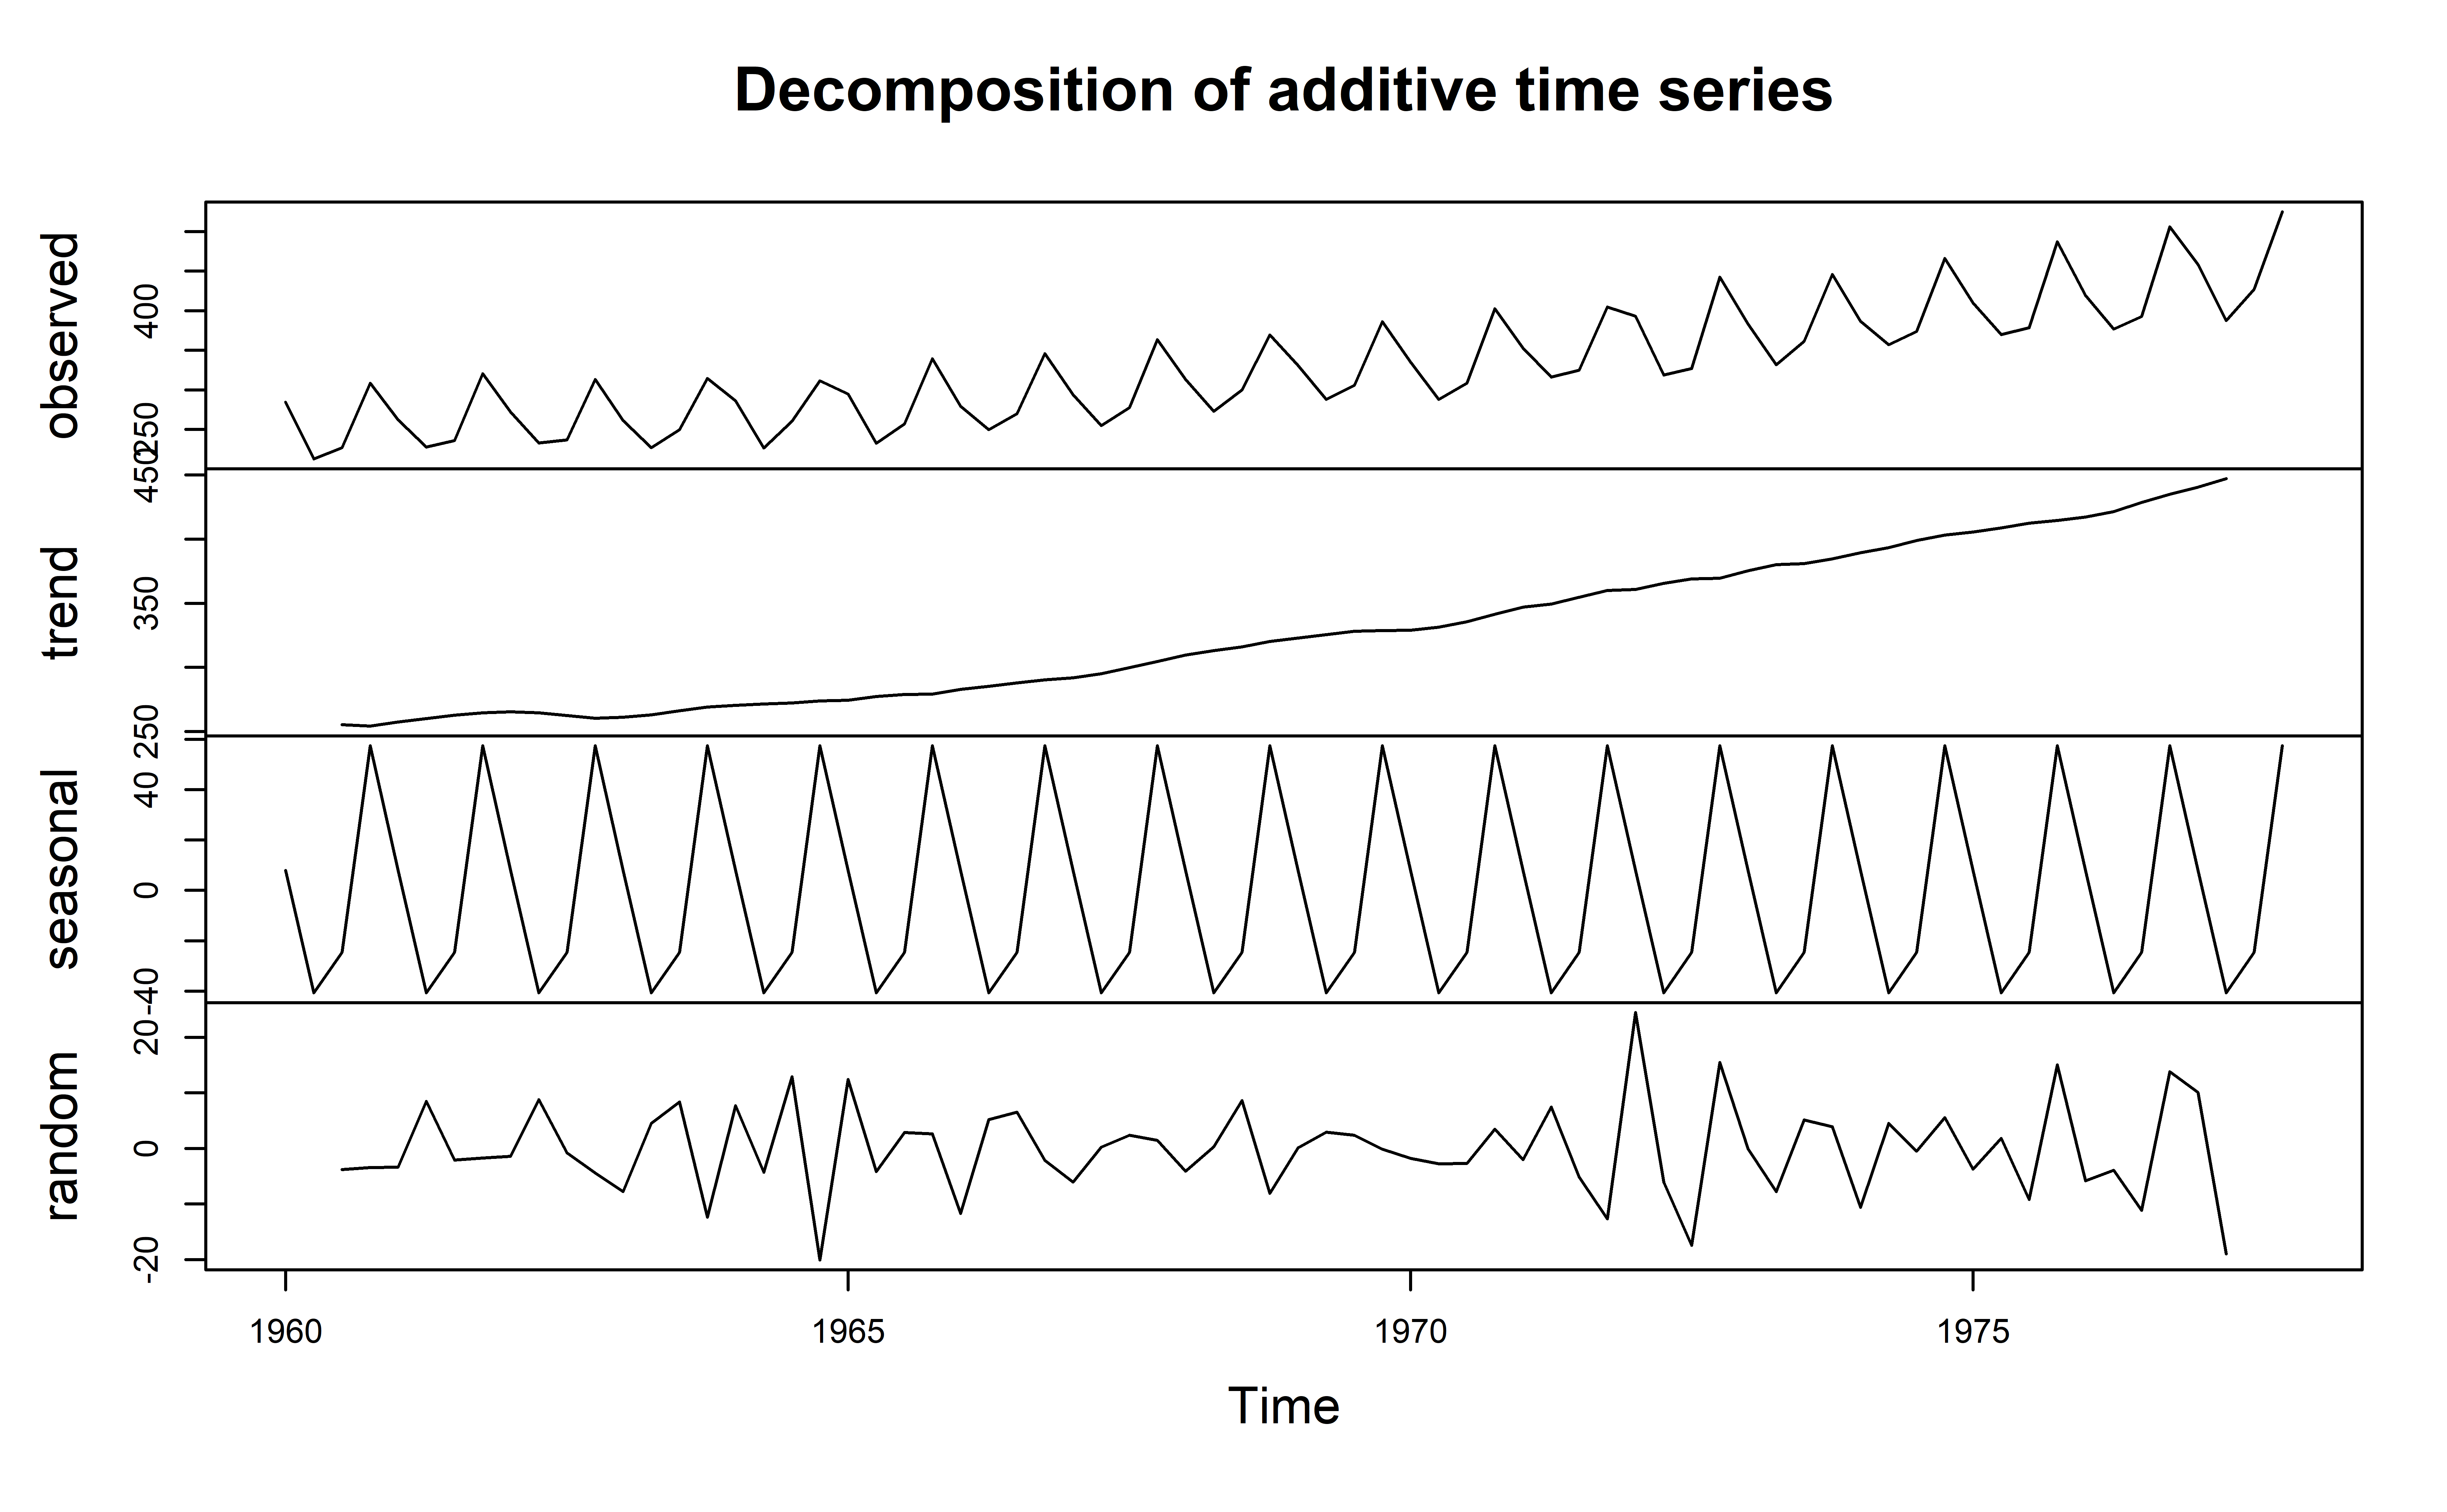 Decomposition of additive time series
observed
250 400
trend
250 350 450
seasonal
-40 0 40
random
-20 0 20
1960 1965 1970 1975
Time